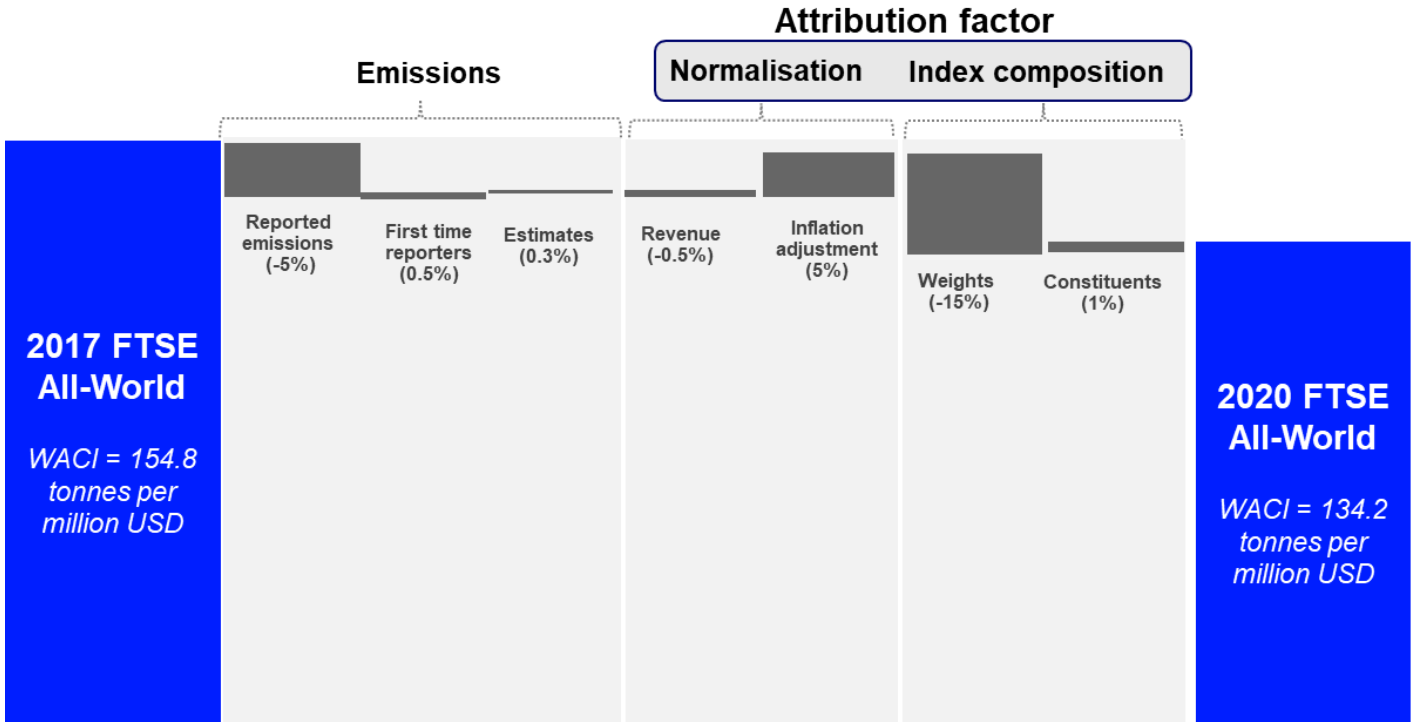 Attribution factor
Emissions
Normalisation
Index composition
2017 FTSE
All-World
WACI = 154.8
tonnes per
million USD
Reported
emissions
(-5%)
First time
reporters
(0.5%)
Estimates
(0.3%)
Revenue
(-0.5%)
Inflation
adjustment
(5%)
Weights
(-15%)
Constituents
(1%)
2020 FTSE
All-World
WACI = 134.2
tonnes per
million USD